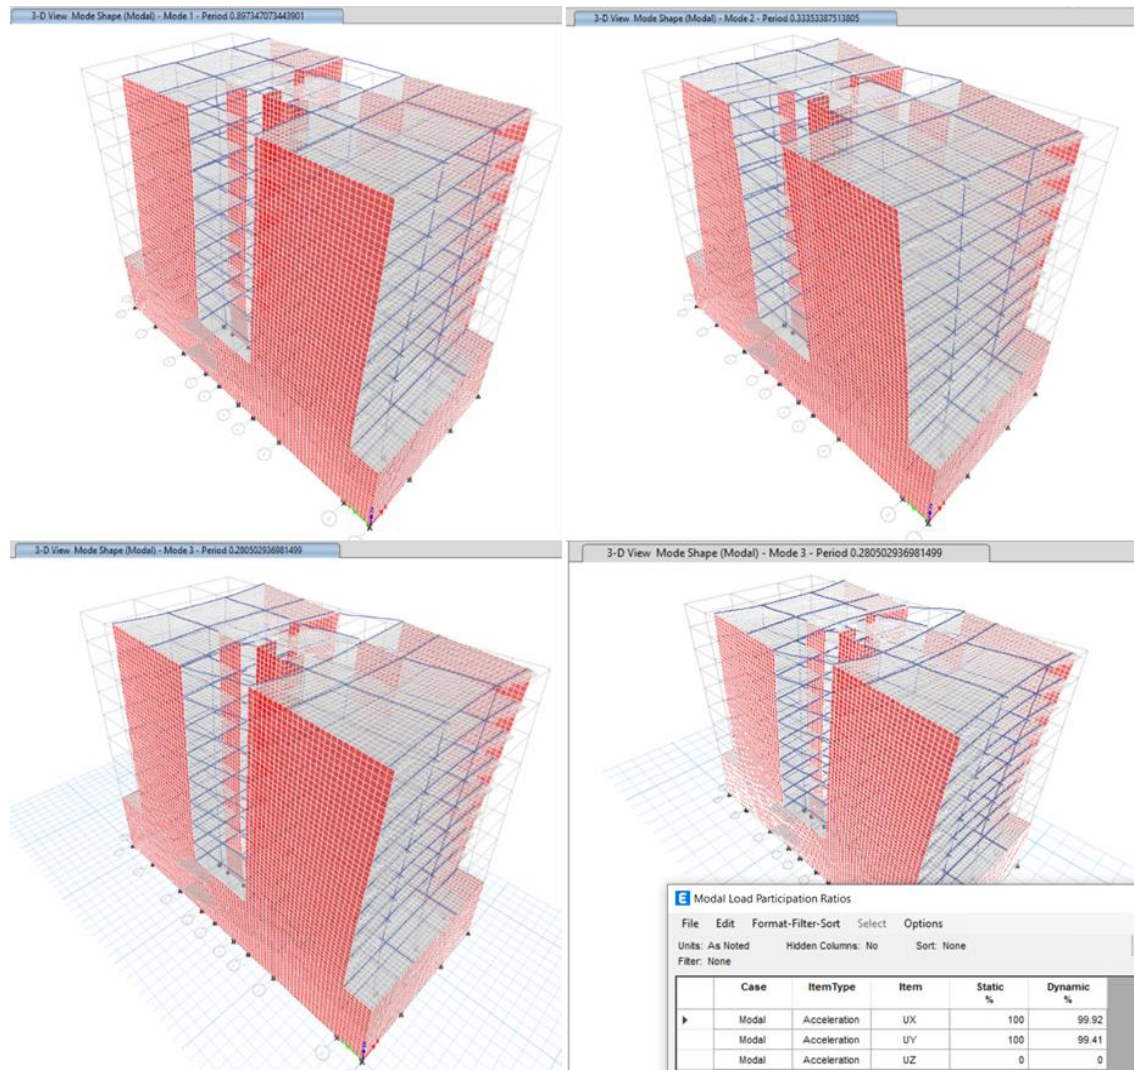 3-D View Mode Shape (Modal) - Mode 1 - Period 0.897347073443901
3-D View Mode Shape (Modal) - Mode 2 - Period 0.33353387513805
3-D View Mode Shape (Modal) - Mode 3 - Period 0.280502936981499
3-D View Mode Shape (Modal) - Mode 3 - Period 0.280502936981499
E Modal Load Participation Ratios
File Edit Format-Filter-Sort Select Options
Units: As Noted Hidden Columns: No Sort: None
Filter: None
Case ItemType Item Static % Dynamic %
Modal Acceleration UX 100 99.92
Modal Acceleration UY 100 99.41
Modal Acceleration UZ 0 0